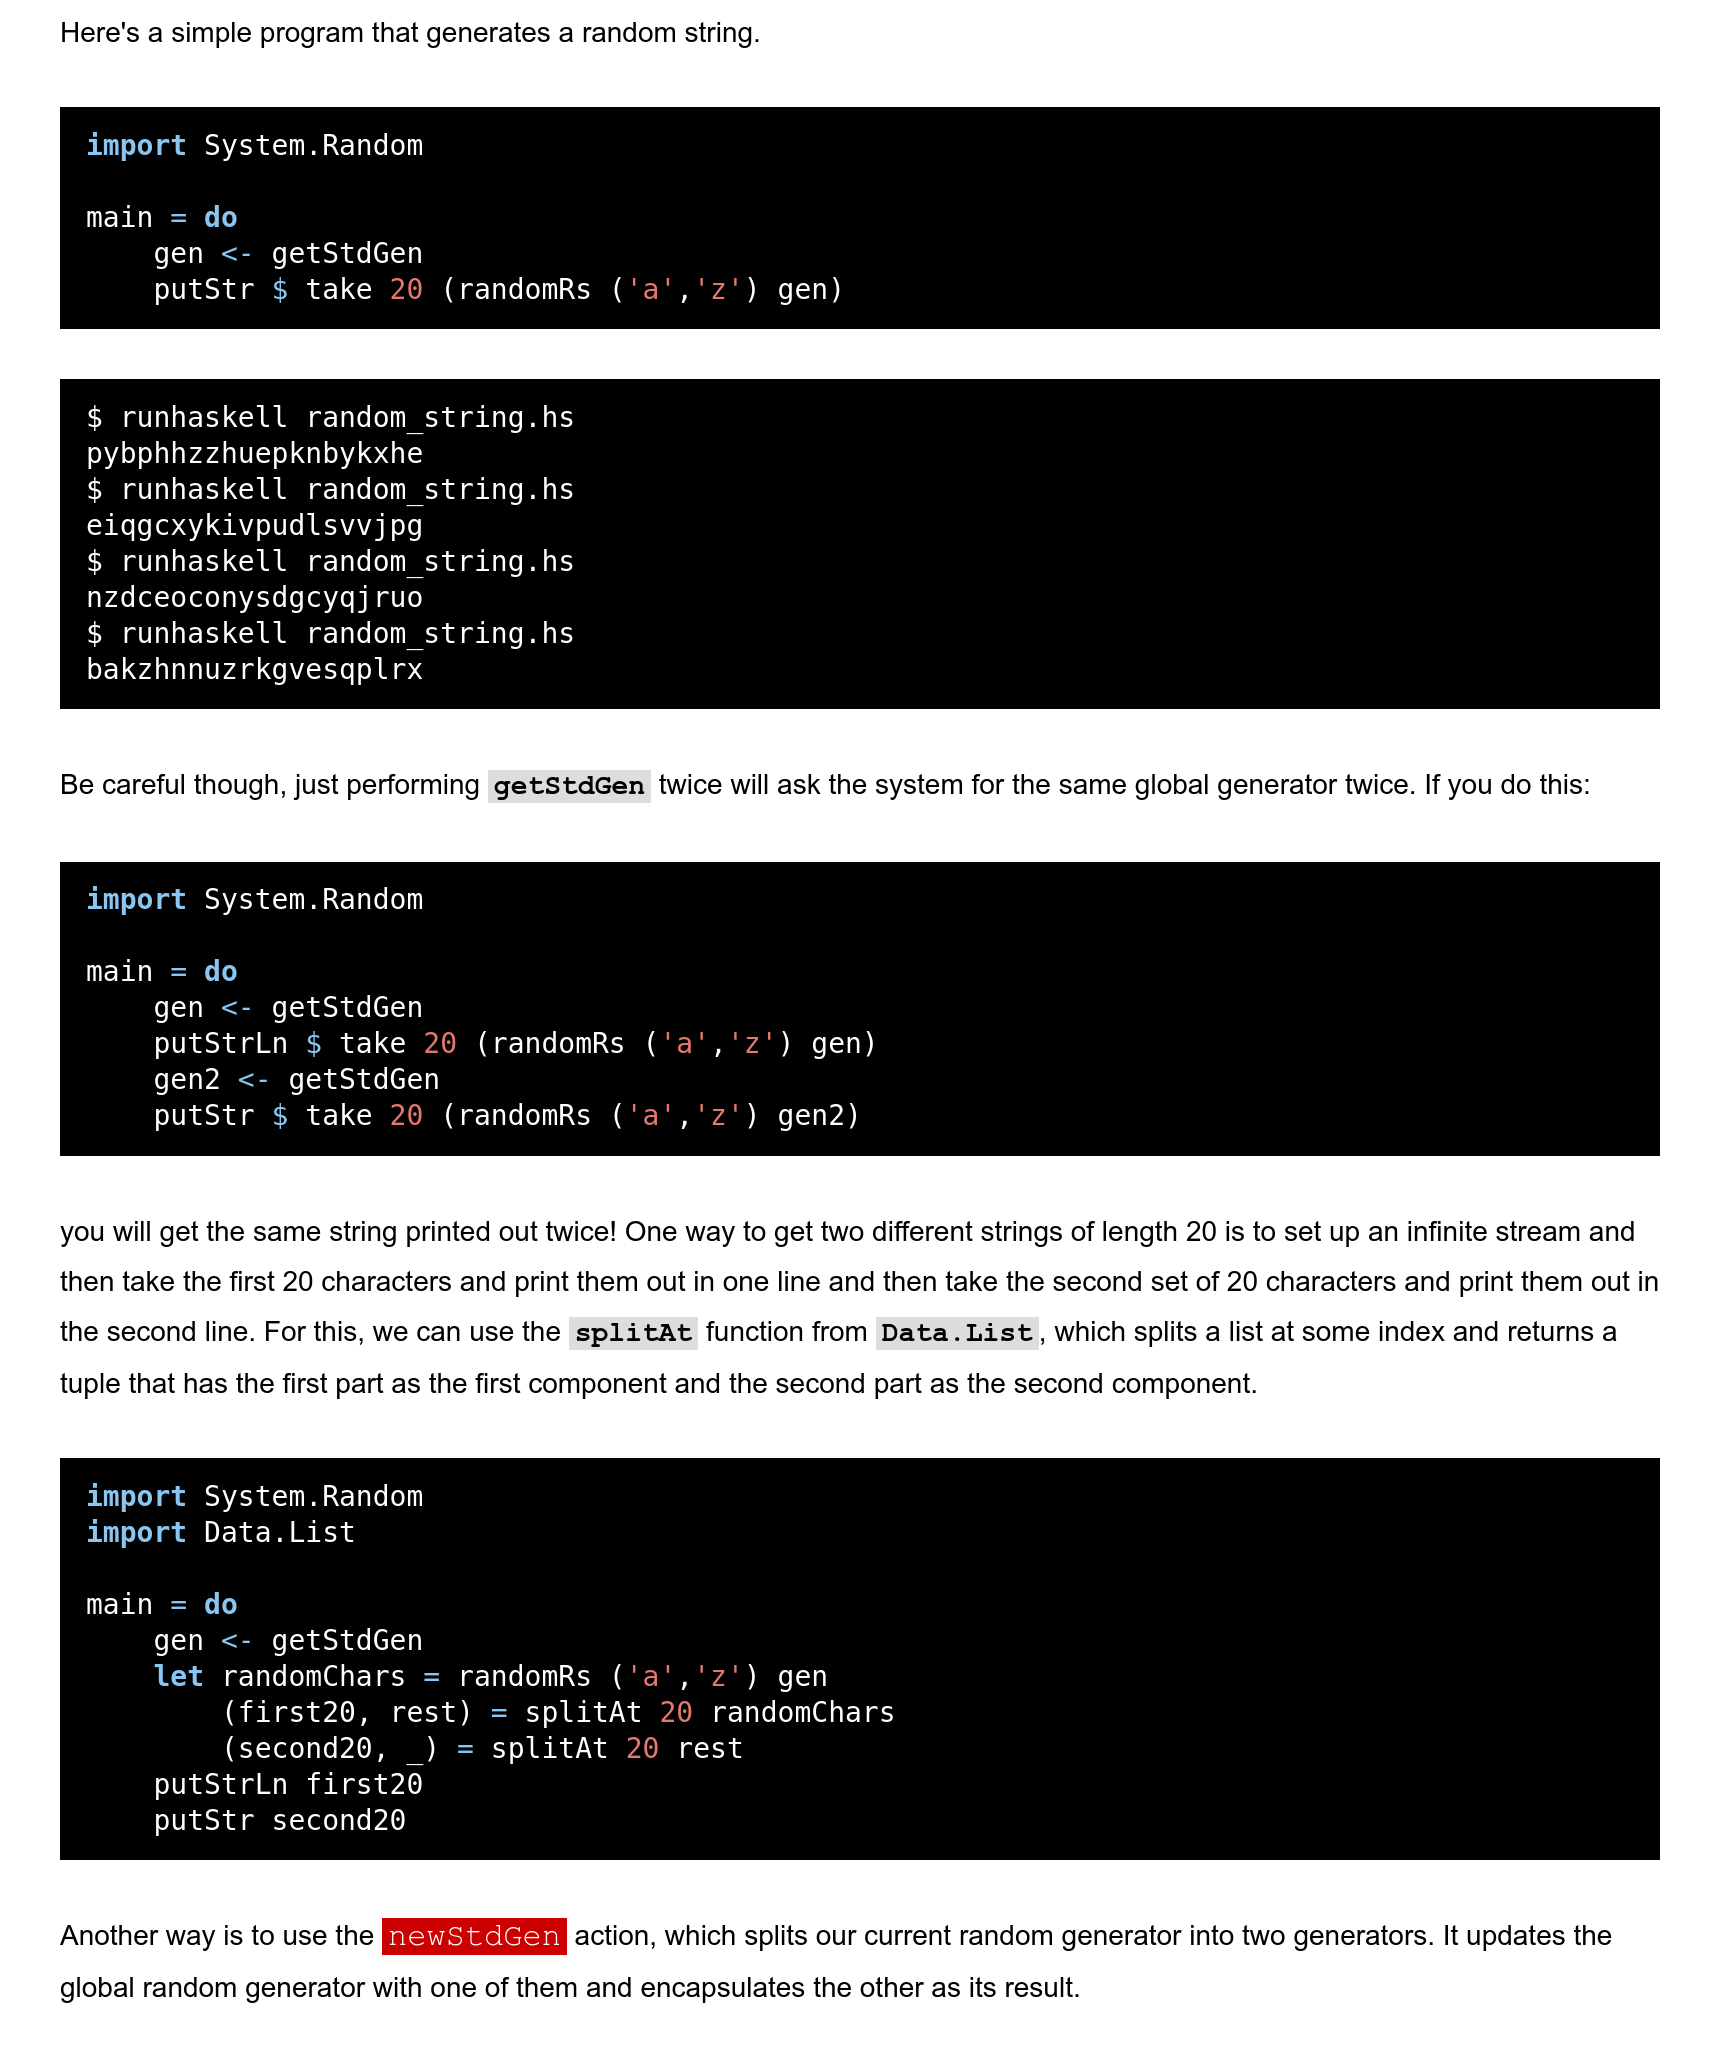 Here's a simple program that generates a random string.
import System.Random
main = do
    gen <- getStdGen
    putStr $ take 20 (randomRs ('a','z') gen)
$ runhaskell random_string.hs
pybphhzzhuepknbykxhe
$ runhaskell random_string.hs
eiqgcxykivpudlsvvjpg
$ runhaskell random_string.hs
nzdceoconysdgcyqjruo
$ runhaskell random_string.hs
bakzhnnuzrkgvesqplrx
Be careful though, just performing getStdGen twice will ask the system for the same global generator twice. If you do this:
import System.Random
main = do
    gen <- getStdGen
    putStrLn $ take 20 (randomRs ('a','z') gen)
    gen2 <- getStdGen
    putStr $ take 20 (randomRs ('a','z') gen2)
you will get the same string printed out twice! One way to get two different strings of length 20 is to set up an infinite stream and
then take the first 20 characters and print them out in one line and then take the second set of 20 characters and print them out in
the second line. For this, we can use the splitAt function from Data.List, which splits a list at some index and returns a
tuple that has the first part as the first component and the second part as the second component.
import System.Random
import Data.List
main = do
    gen <- getStdGen
    let randomChars = randomRs ('a','z') gen
        (first20, rest) = splitAt 20 randomChars
        (second20, _) = splitAt 20 rest
    putStrLn first20
    putStr second20
Another way is to use the newStdGen action, which splits our current random generator into two generators. It updates the
global random generator with one of them and encapsulates the other as its result.